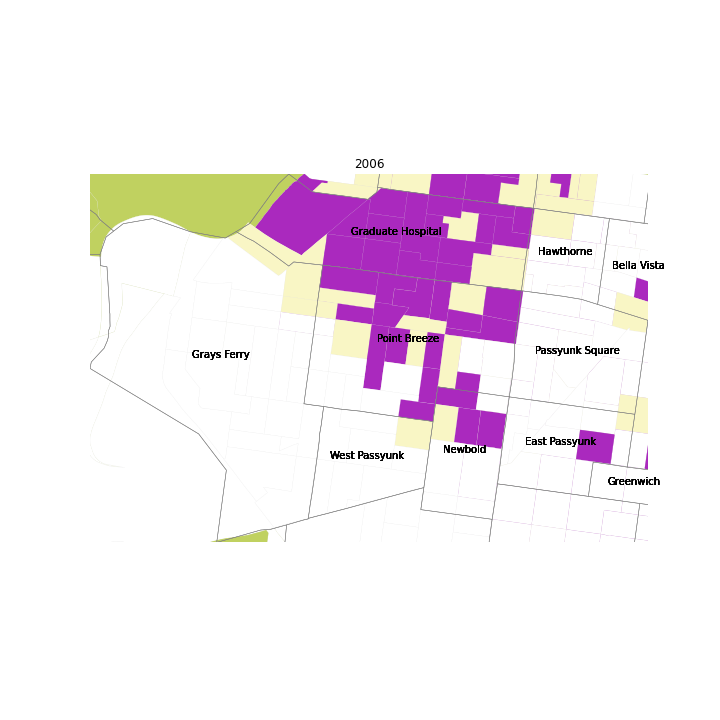 2006
Graduate Hospital
Hawthorne
Bella Vista
Point Breeze
Passyunk Square
Grays Ferry
East Passyunk
Newbold
West Passyunk
Greenwich